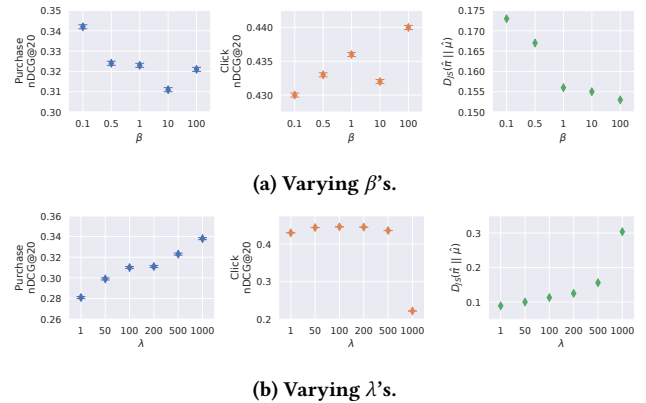 Purchase
nDCG@20
0.35
0.34
0.33
0.32
0.31
0.30
0.1 0.5 1 10 100
β
Click
nDCG@20
0.440
0.435
0.430
0.1 0.5 1 10 100
β
D_JS(π̂ || μ̂)
0.175
0.170
0.165
0.160
0.155
0.150
0.1 0.5 1 10 100
β
(a) Varying β's.
Purchase
nDCG@20
0.36
0.34
0.32
0.30
0.28
0.26
1 50 100 200 500 1000
λ
Click
nDCG@20
0.4
0.3
0.2
1 50 100 200 500 1000
λ
D_JS(π̂ || μ̂)
0.3
0.2
0.1
1 50 100 200 500 1000
λ
(b) Varying λ's.